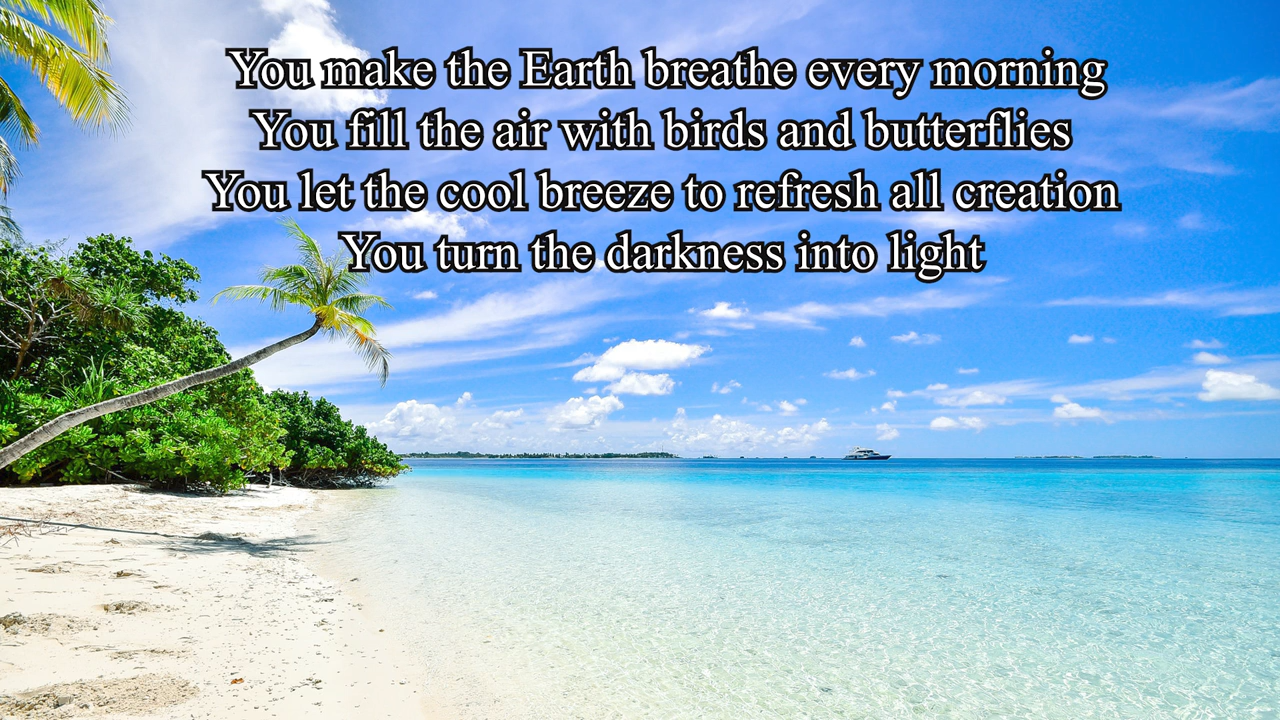 You make the Earth breathe every morning
You fill the air with birds and butterflies
You let the cool breeze to refresh all creation
You turn the darkness into light